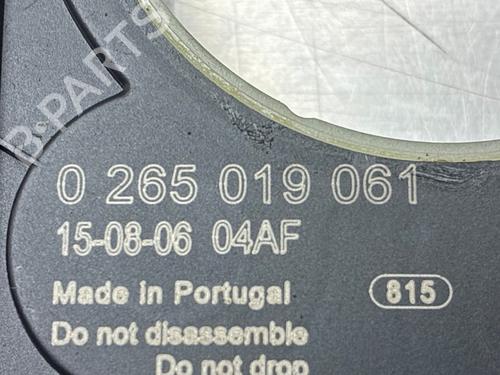 B-PARTS
0 265 019 061
15-08-06 04AF
Made in Portugal 815
Do not disassemble
Do not drop